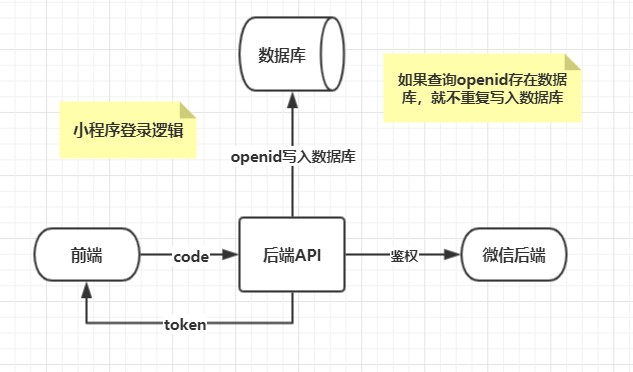 数据库
如果查询openid存在数据
库，就不重复写入数据库
小程序登录逻辑
openid写入数据库
前端
code
后端API
鉴权
微信后端
token